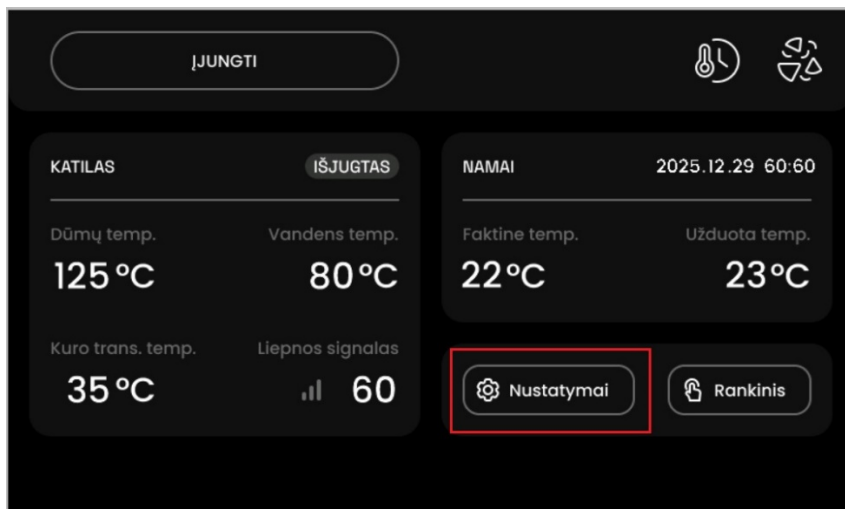 ĮJUNGTI
KATILAS IŠJUGTAS
Dūmų temp. Vandens temp.
125°C 80°C
Kuro trans. temp. Liepnos signalas
35°C 60
NAMAI 2025.12.29 60:60
Faktine temp. Užduota temp.
22°C 23°C
Nustatymai Rankinis